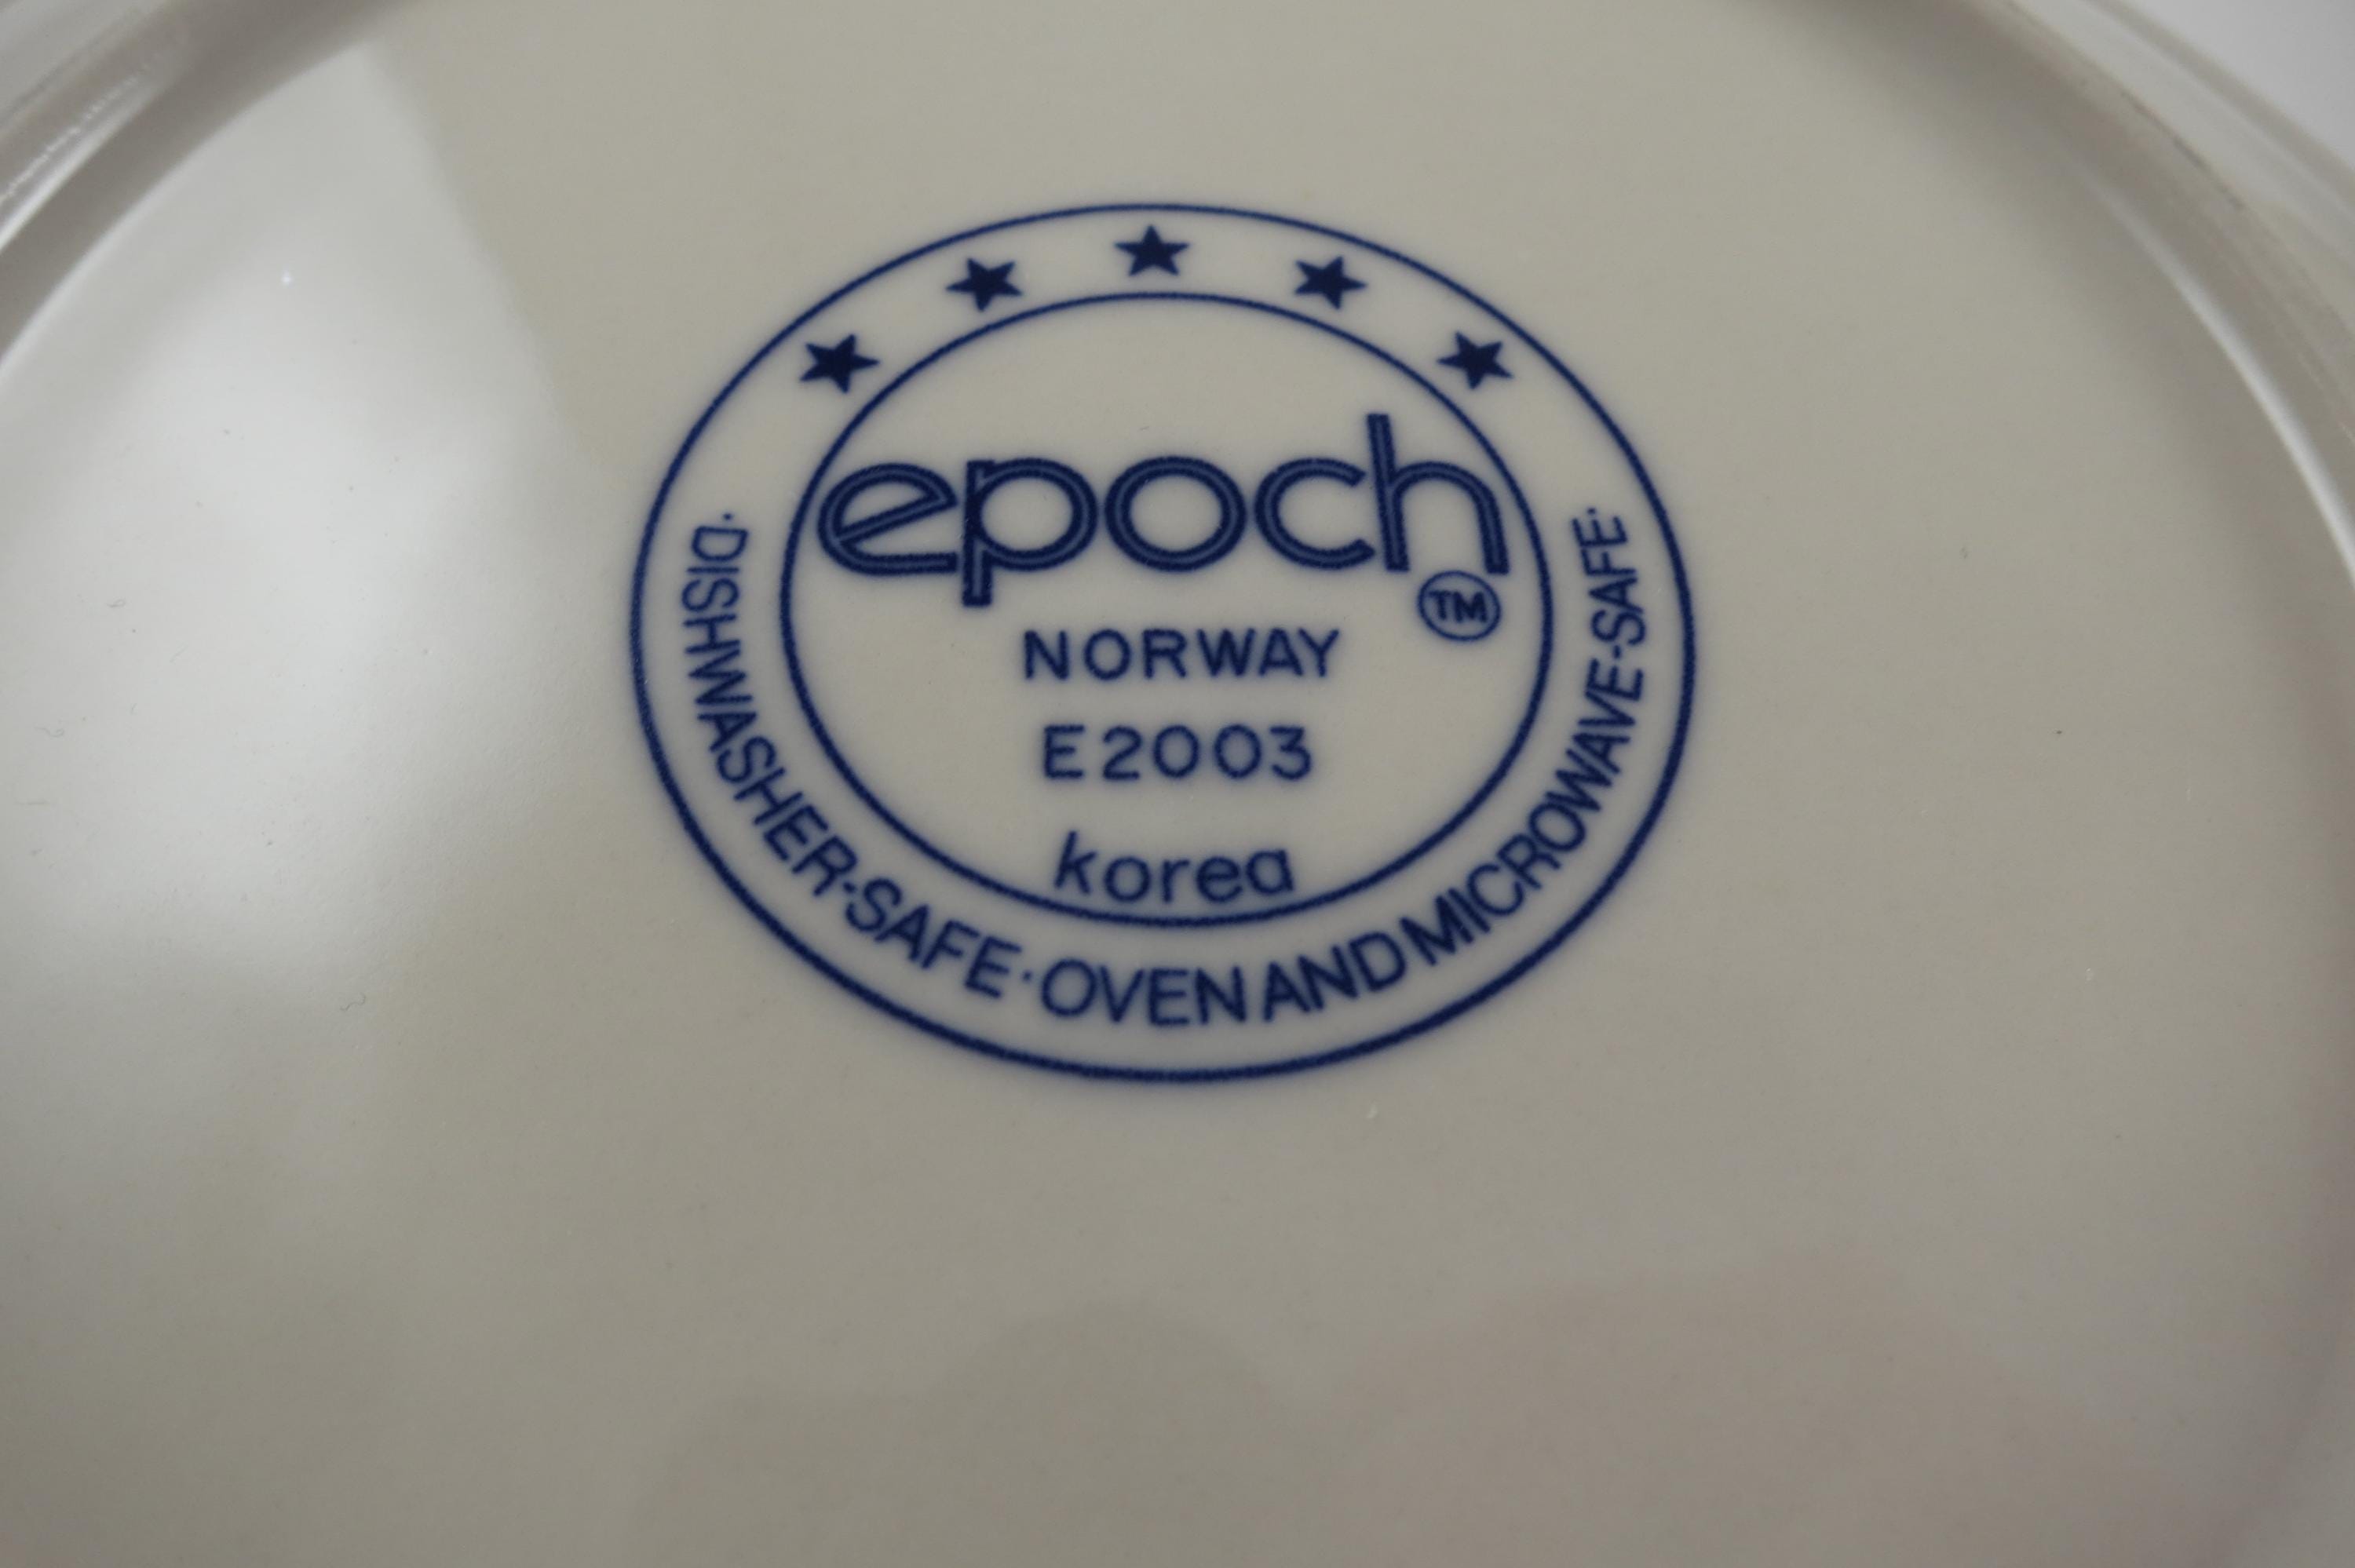 epoch
TM
NORWAY
E2003
korea
·DISHWASHER-SAFE·OVEN AND MICROWAVE-SAFE·